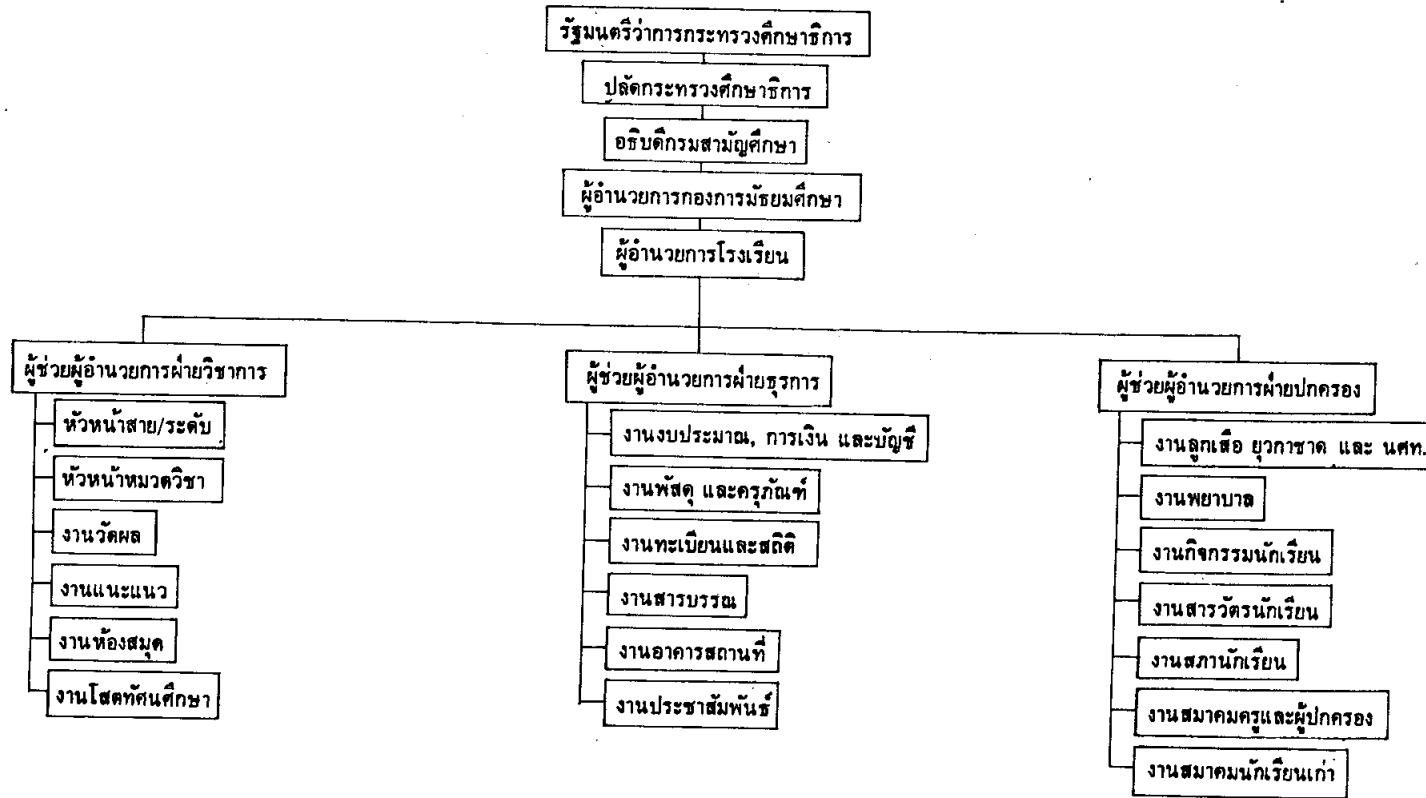 รัฐมนตรีว่าการกระทรวงศึกษาธิการ
ปลัดกระทรวงศึกษาธิการ
อธิบดีกรมสามัญศึกษา
ผู้อำนวยการกองการมัธยมศึกษา
ผู้อำนวยการโรงเรียน
ผู้ช่วยผู้อำนวยการฝ่ายวิชาการ
หัวหน้าสาย/ระดับ
หัวหน้าหมวดวิชา
งานวัดผล
งานแนะแนว
งานห้องสมุด
งานโสตทัศนศึกษา
ผู้ช่วยผู้อำนวยการฝ่ายธุรการ
งานงบประมาณ, การเงิน และบัญชี
งานพัสดุ และครุภัณฑ์
งานทะเบียนและสถิติ
งานสารบรรณ
งานอาคารสถานที่
งานประชาสัมพันธ์
ผู้ช่วยผู้อำนวยการฝ่ายปกครอง
งานลูกเสือ ยุวกาชาด และ นศท.
งานพยาบาล
งานกิจกรรมนักเรียน
งานสารวัตรนักเรียน
งานสภานักเรียน
งานสมาคมครูและผู้ปกครอง
งานสมาคมนักเรียนเก่า